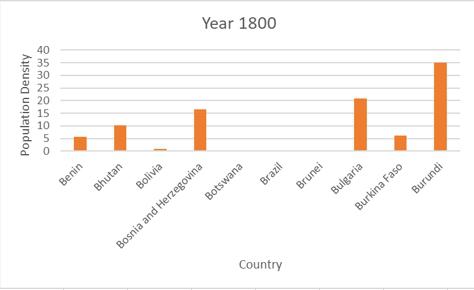 Year 1800
Population Density
40
35
30
25
20
15
10
5
0
Benin
Bhutan
Bolivia
Bosnia and Herzegovina
Botswana
Brazil
Brunei
Bulgaria
Burkina Faso
Burundi
Country